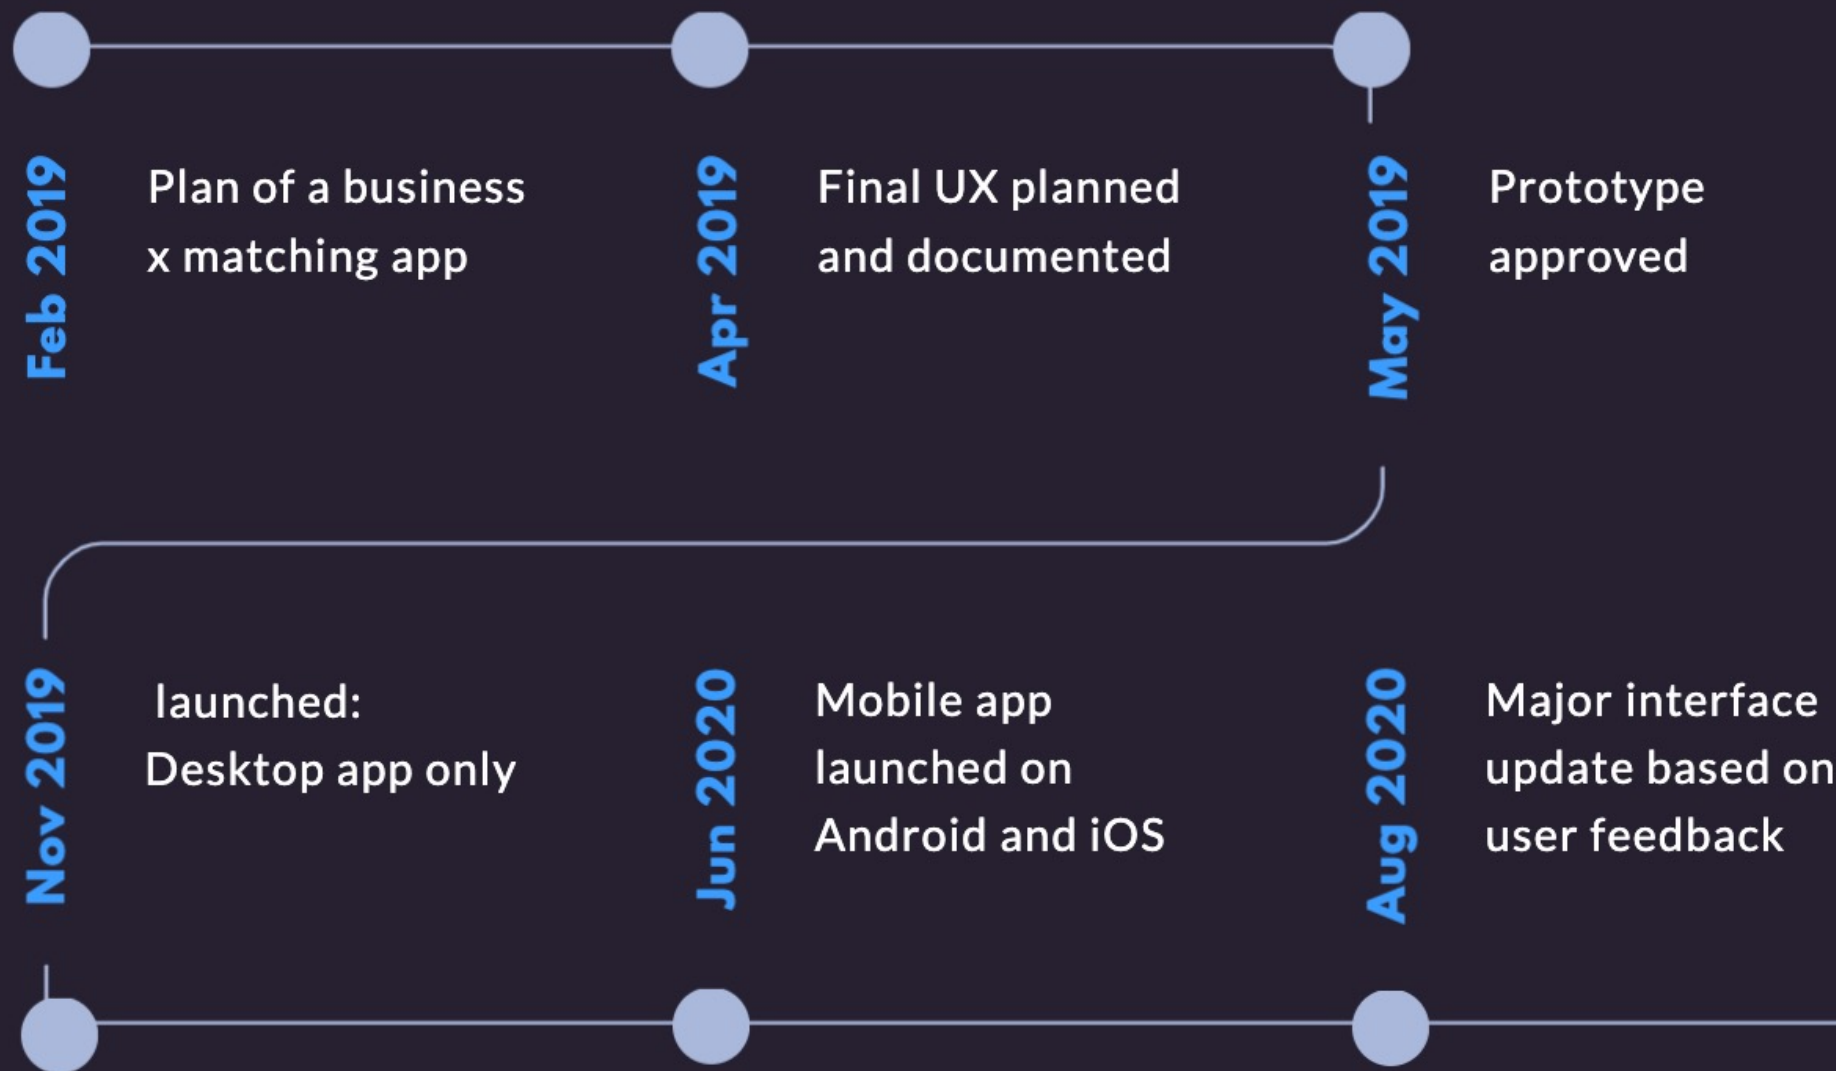 Feb 2019
Plan of a business
x matching app
Apr 2019
Final UX planned
and documented
May 2019
Prototype
approved
Nov 2019
launched:
Desktop app only
Jun 2020
Mobile app
launched on
Android and iOS
Aug 2020
Major interface
update based on
user feedback